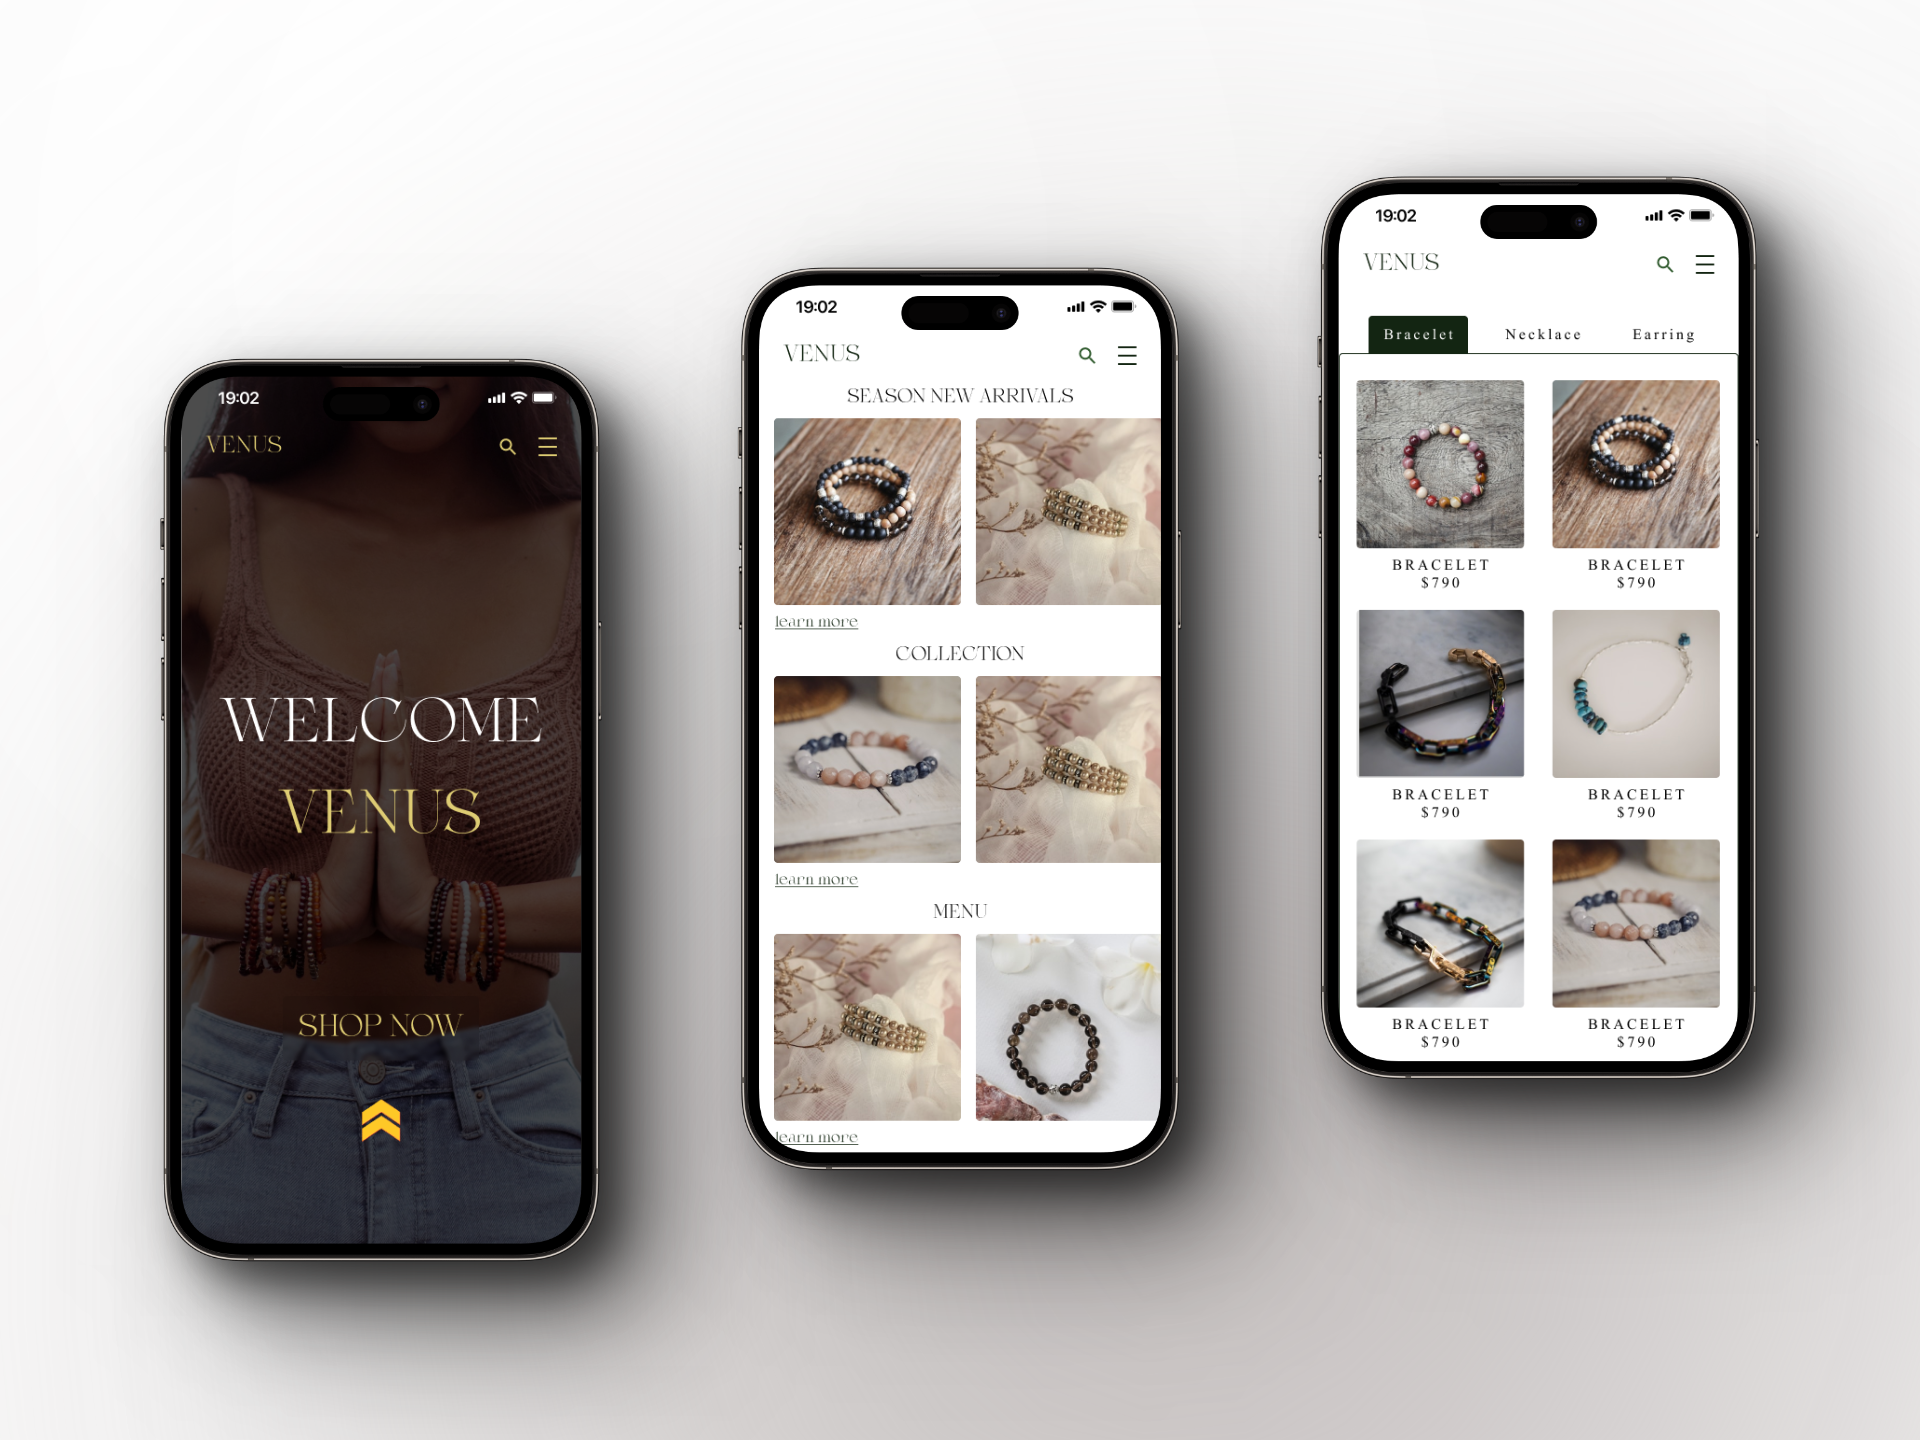 19:02
VENUS
WELCOME
VENUS
SHOP NOW
19:02
VENUS
SEASON NEW ARRIVALS
learn more
COLLECTION
learn more
MENU
learn more
19:02
VENUS
Bracelet Necklace Earring
BRACELET BRACELET
$790 $790
BRACELET BRACELET
$790 $790
BRACELET BRACELET
$790 $790